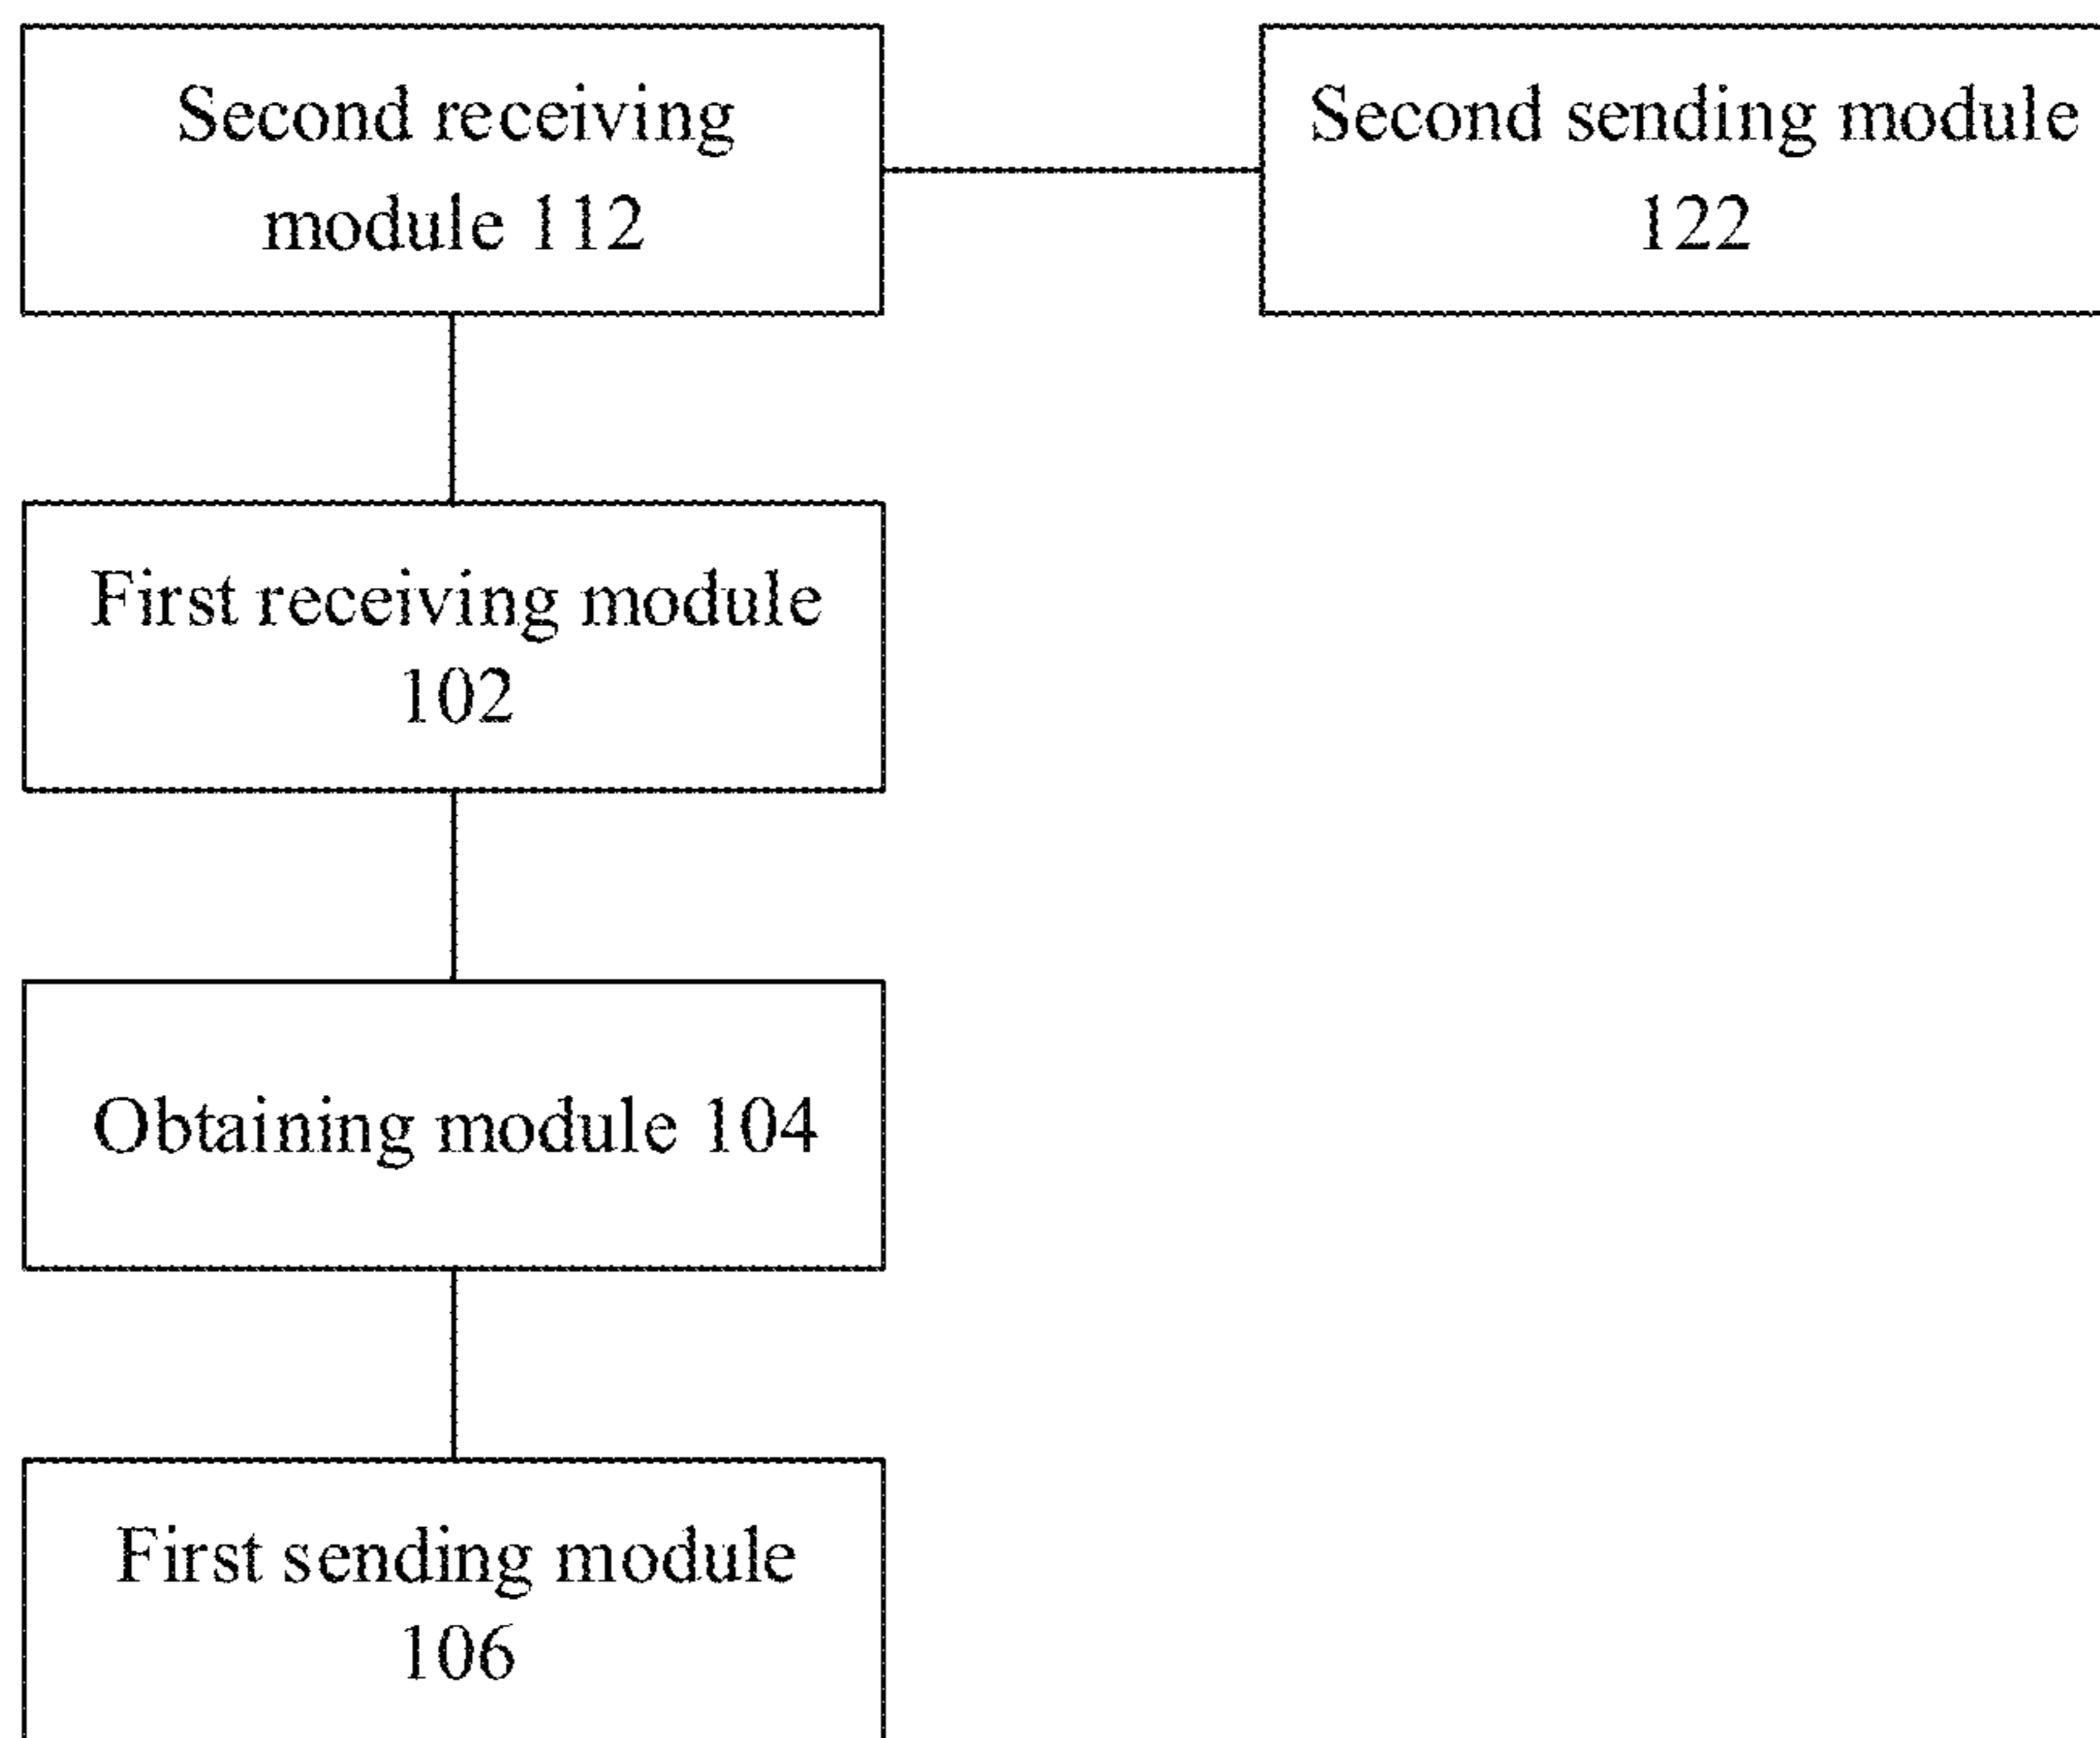 Second receiving
module 112
Second sending module
122
First receiving module
102
Obtaining module 104
First sending module
106